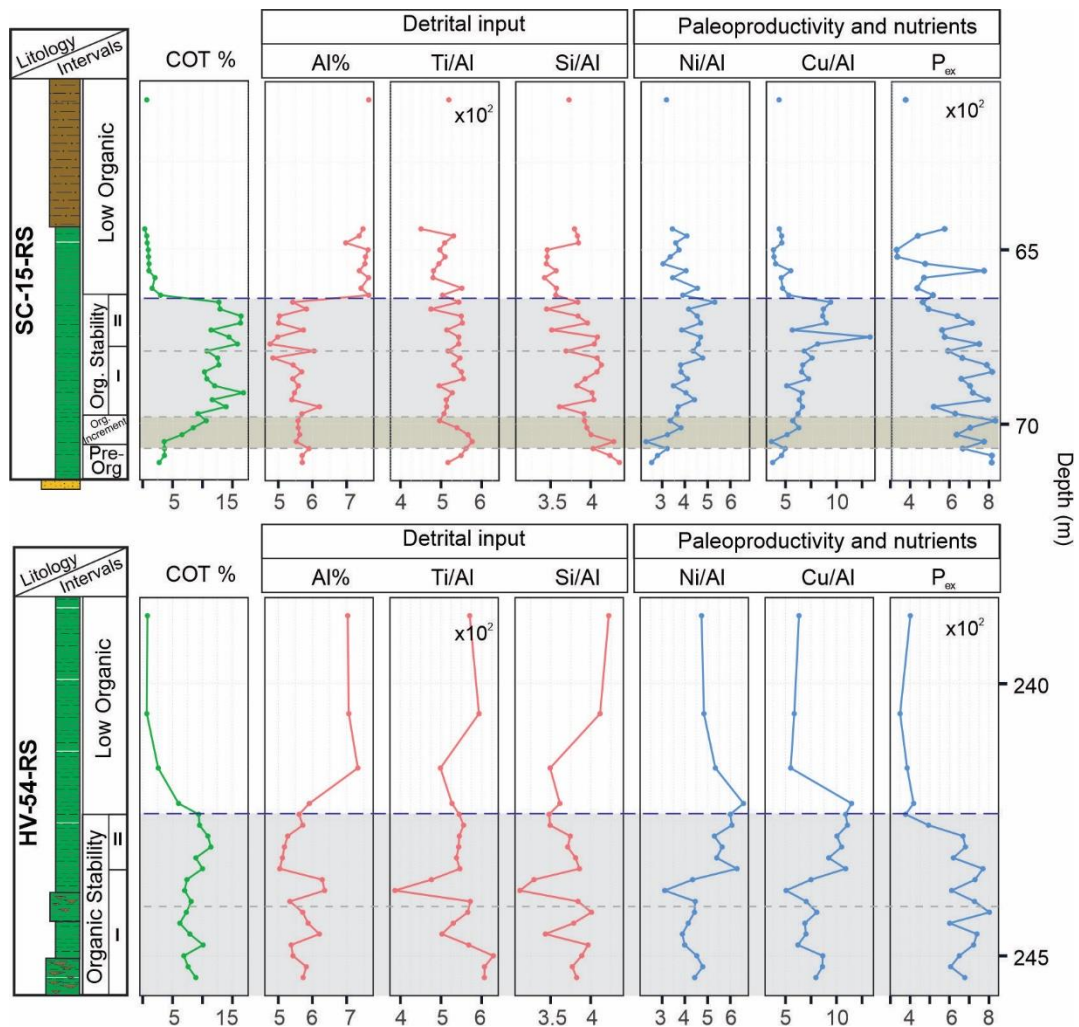 Detrital input
Paleoproductivity and nutrients
Litology
Intervals
COT %
Al%
Ti/Al
Si/Al
Ni/Al
Cu/Al
Pex
SC-15-RS
Low Organic
Org. Stability
II
I
Org. Increment
Pre-Org
x10²
x10²
65
70
Depth (m)
5 15
5 6 7
4 5 6
3.5 4
3 4 5 6
5 10
4 6 8
Detrital input
Paleoproductivity and nutrients
Litology
Intervals
COT %
Al%
Ti/Al
Si/Al
Ni/Al
Cu/Al
Pex
HV-54-RS
Low Organic
Organic Stability
II
I
x10²
x10²
240
245
5 15
5 6 7
4 5 6
3.5 4
3 4 5 6
5 10
4 6 8